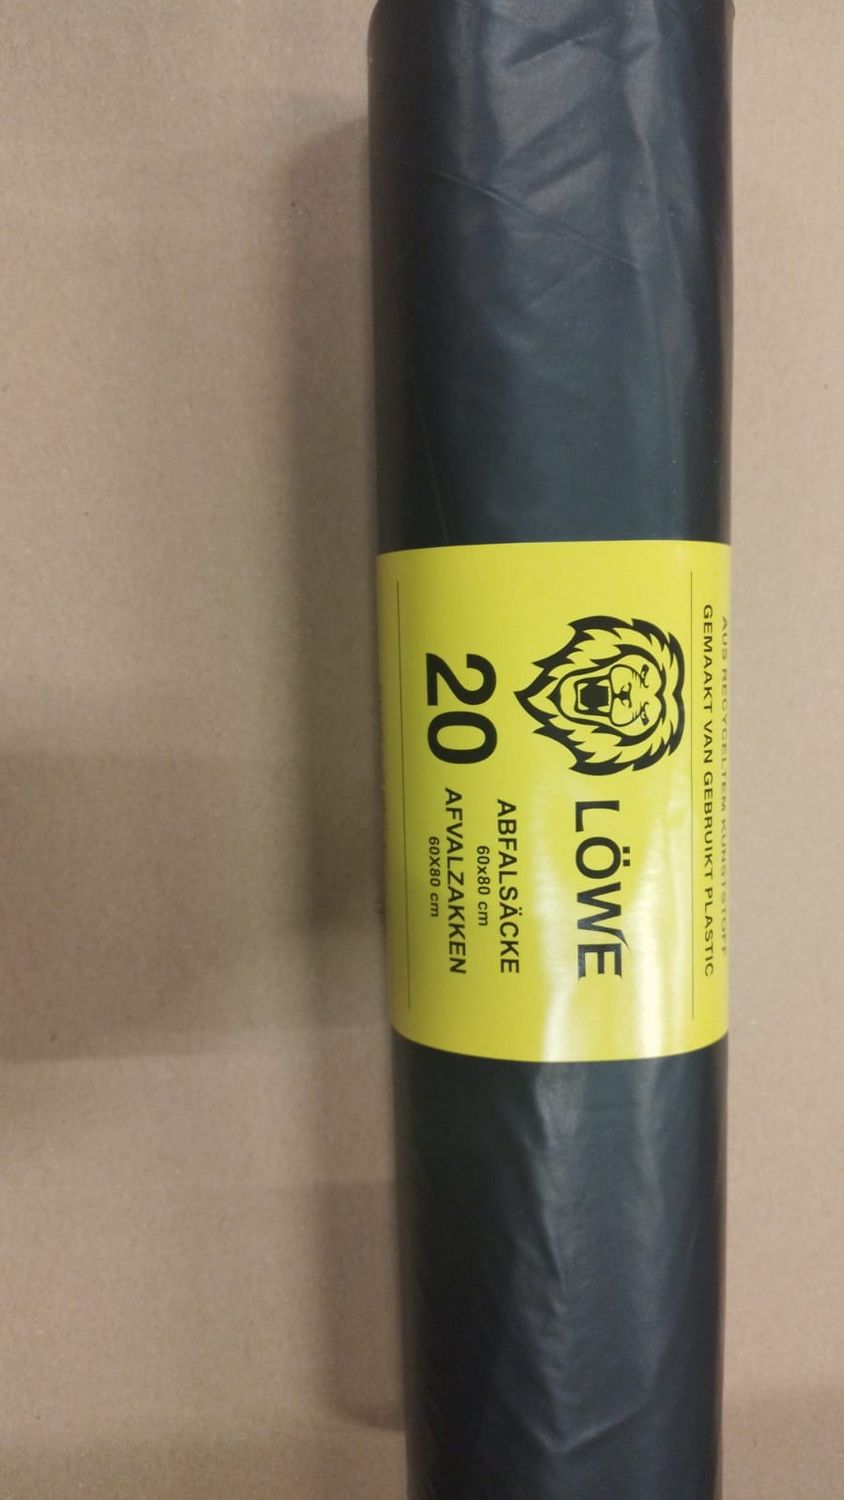 AUS RECYCELTEM KUNSTSTOFF
GEMAAKT VAN GEBRUIKT PLASTIC
LÖWE
20
ABFALSÄCKE
60x80 cm
AFVALZAKKEN
60X80 cm